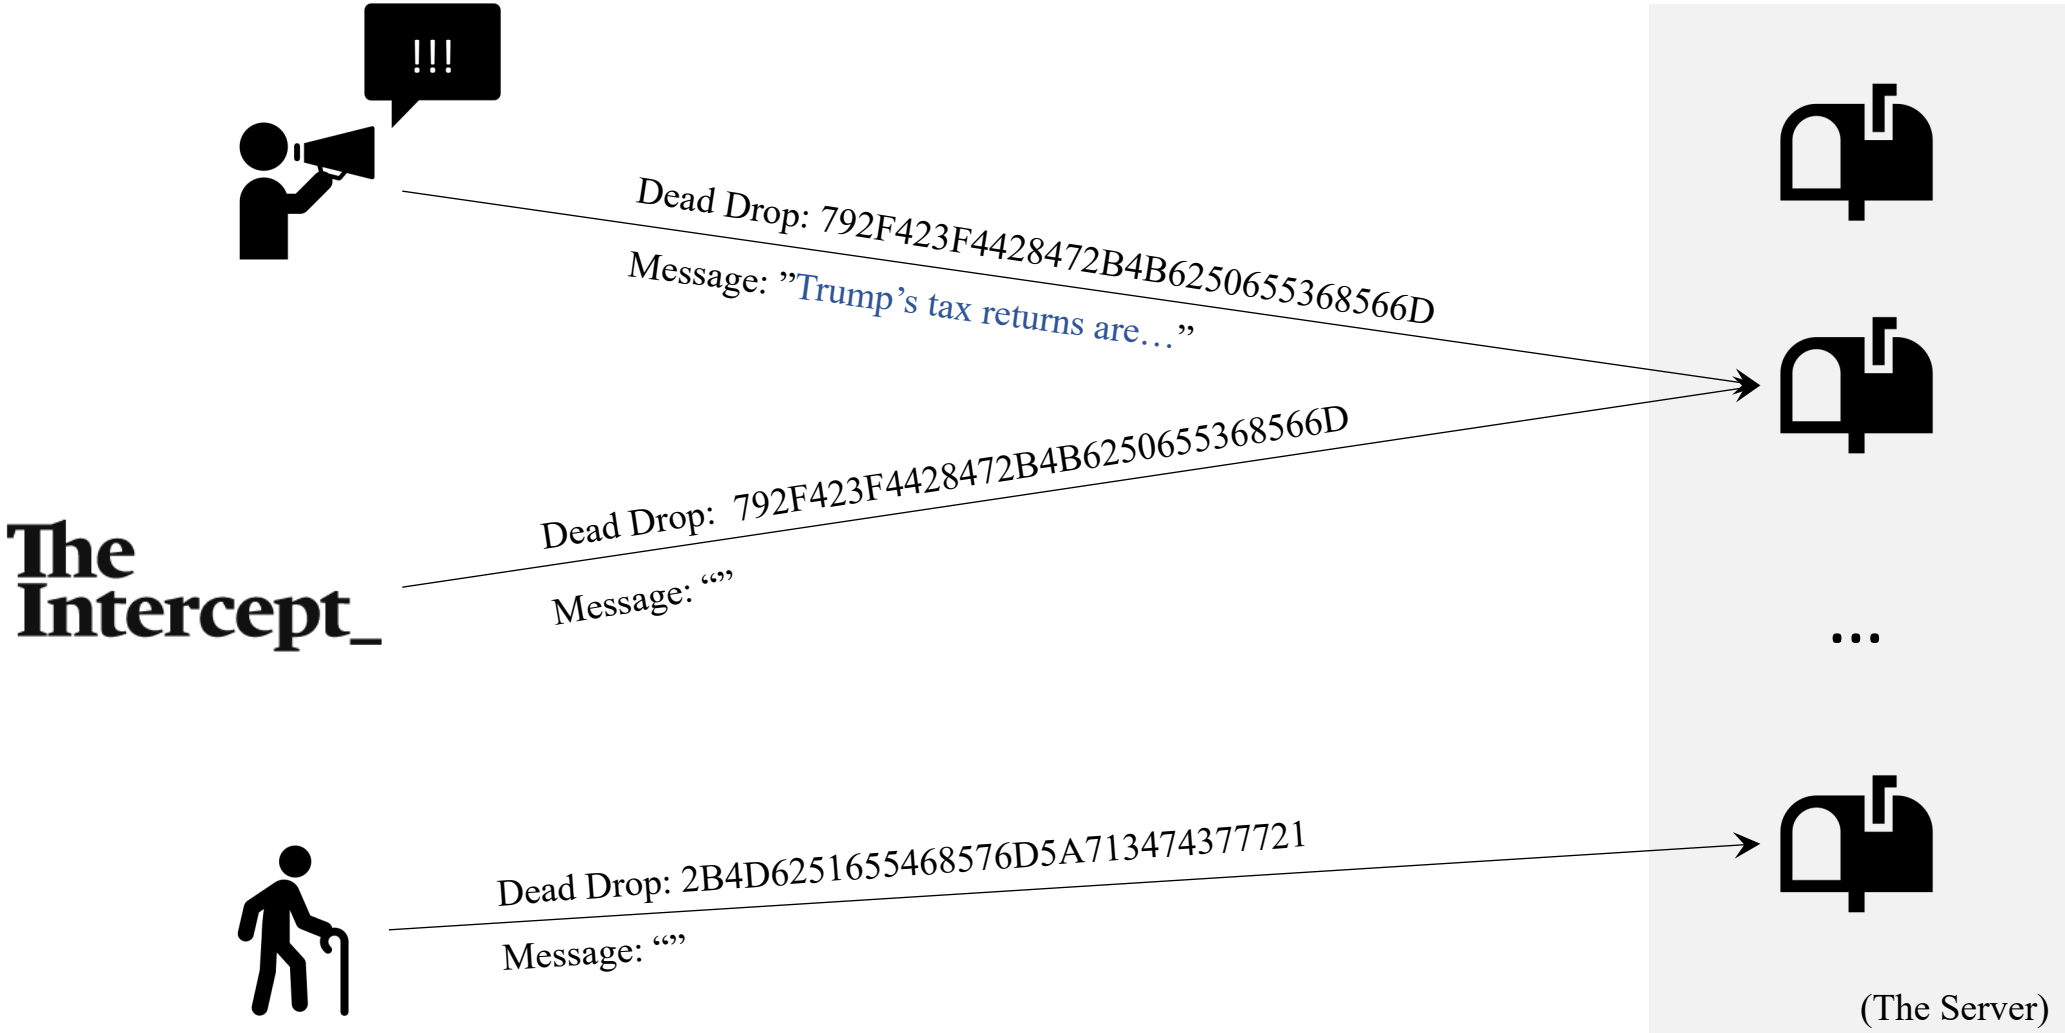 !!!
Dead Drop: 792F423F4428472B4B6250655368566D
Message: ”Trump’s tax returns are…”
Dead Drop: 792F423F4428472B4B6250655368566D
Message: “”
The
Intercept_
...
Dead Drop: 2B4D6251655468576D5A713474377721
Message: “”
(The Server)